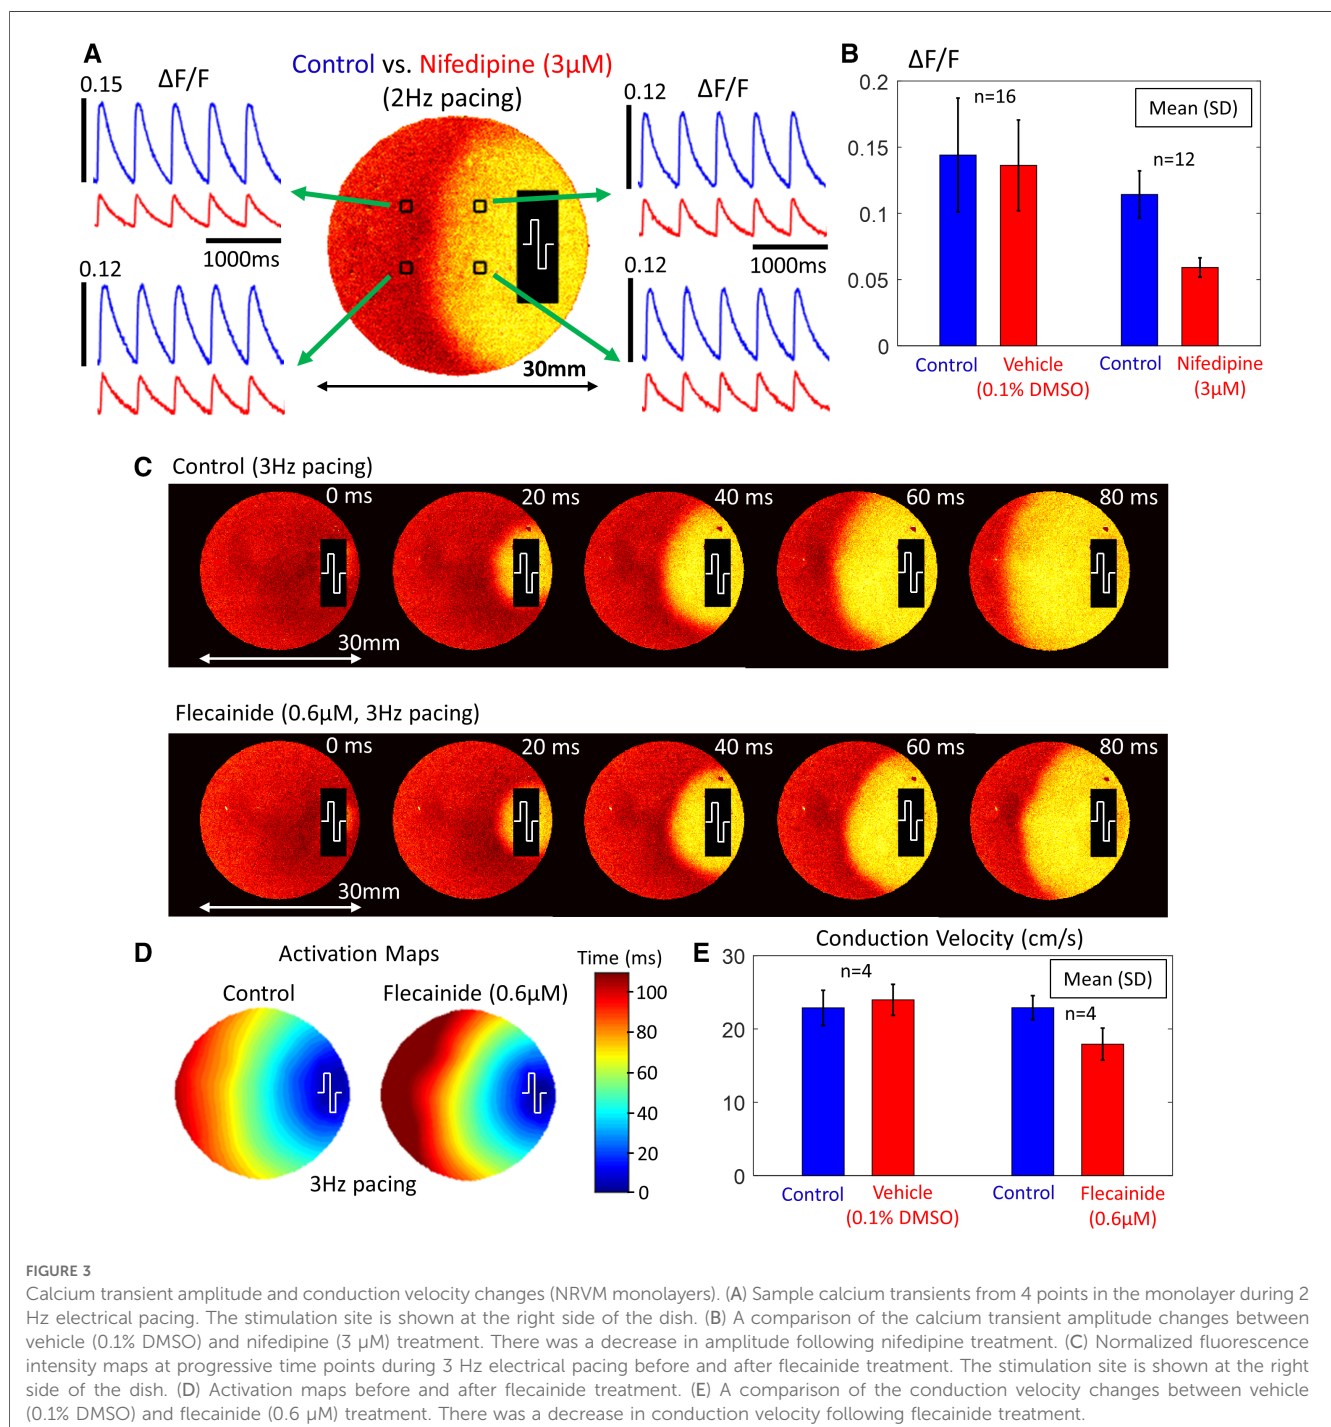 A
Control vs. Nifedipine (3µM)
(2Hz pacing)
0.15
ΔF/F
0.12
ΔF/F
1000ms
1000ms
0.12
0.12
30mm
B
ΔF/F
0.2
0.15
0.1
0.05
0
n=16
n=12
Mean (SD)
Control
Vehicle
(0.1% DMSO)
Control
Nifedipine
(3µM)
C
Control (3Hz pacing)
0 ms
20 ms
40 ms
60 ms
80 ms
30mm
Flecainide (0.6µM, 3Hz pacing)
0 ms
20 ms
40 ms
60 ms
80 ms
30mm
D
Activation Maps
Control
Flecainide (0.6µM)
3Hz pacing
Time (ms)
100
80
60
40
20
0
E
Conduction Velocity (cm/s)
30
20
10
0
n=4
n=4
Mean (SD)
Control
Vehicle
(0.1% DMSO)
Control
Flecainide
(0.6µM)
FIGURE 3
Calcium transient amplitude and conduction velocity changes (NRVM monolayers). (A) Sample calcium transients from 4 points in the monolayer during 2
Hz electrical pacing. The stimulation site is shown at the right side of the dish. (B) A comparison of the calcium transient amplitude changes between
vehicle (0.1% DMSO) and nifedipine (3 µM) treatment. There was a decrease in amplitude following nifedipine treatment. (C) Normalized fluorescence
intensity maps at progressive time points during 3 Hz electrical pacing before and after flecainide treatment. The stimulation site is shown at the right
side of the dish. (D) Activation maps before and after flecainide treatment. (E) A comparison of the conduction velocity changes between vehicle
(0.1% DMSO) and flecainide (0.6 µM) treatment. There was a decrease in conduction velocity following flecainide treatment.